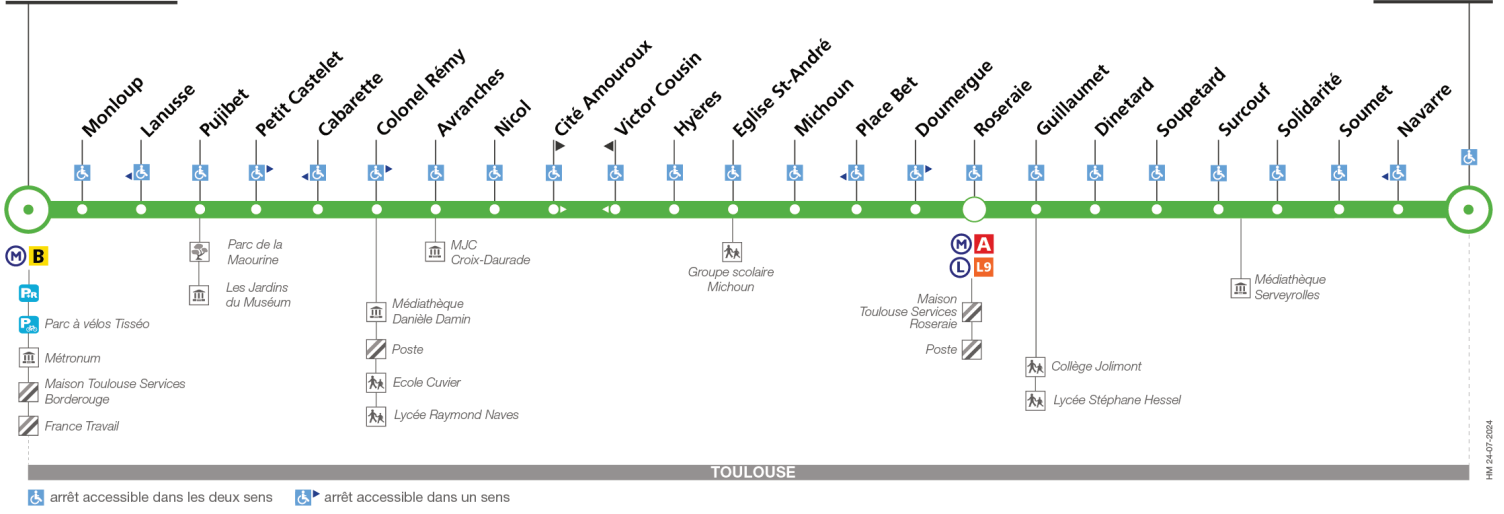 Monloup
Lanusse
Pujibet
Petit Castelet
Cabarette
Colonel Rémy
Avranches
Nicol
Cité Amouroux
Victor Cousin
Hyères
Eglise St-André
Michoun
Place Bet
Doumergue
Roseraie
Guillaumet
Dinetard
Soupetard
Surcouf
Solidarité
Soumet
Navarre
M B
P+R
P
Parc à vélos Tisséo
Métronum
Maison Toulouse Services
Borderouge
France Travail
Parc de la
Maourine
Les Jardins
du Muséum
Médiathèque
Danièle Damin
Poste
Ecole Cuvier
Lycée Raymond Naves
MJC
Croix-Daurade
Groupe scolaire
Michoun
M A
L L9
Maison
Toulouse Services
Roseraie
Poste
Collège Jolimont
Lycée Stéphane Hessel
Médiathèque
Serveyrolles
HM 24-07-2024
TOULOUSE
arrêt accessible dans les deux sens
arrêt accessible dans un sens